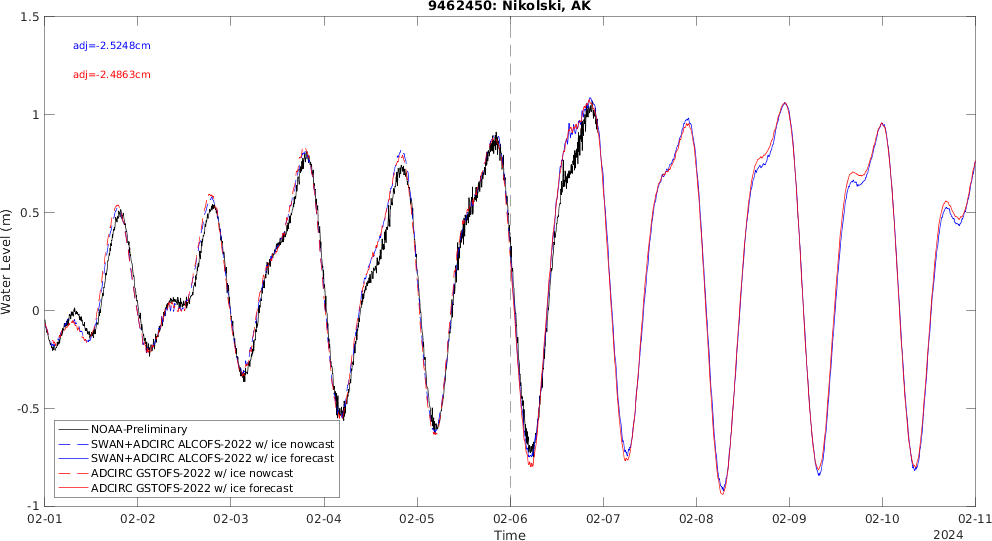 9462450: Nikolski, AK
adj=-2.5248cm
adj=-2.4863cm
Water Level (m)
1.5
1
0.5
0
-0.5
-1
NOAA-Preliminary
SWAN+ADCIRC ALCOFS-2022 w/ ice nowcast
SWAN+ADCIRC ALCOFS-2022 w/ ice forecast
ADCIRC GSTOFS-2022 w/ ice nowcast
ADCIRC GSTOFS-2022 w/ ice forecast
02-01 02-02 02-03 02-04 02-05 02-06 02-07 02-08 02-09 02-10 02-11
Time
2024